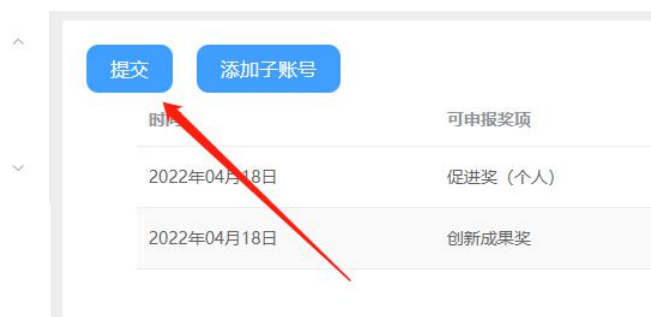 提交 添加子账号
时间 可申报奖项
2022年04月18日 促进奖（个人）
2022年04月18日 创新成果奖